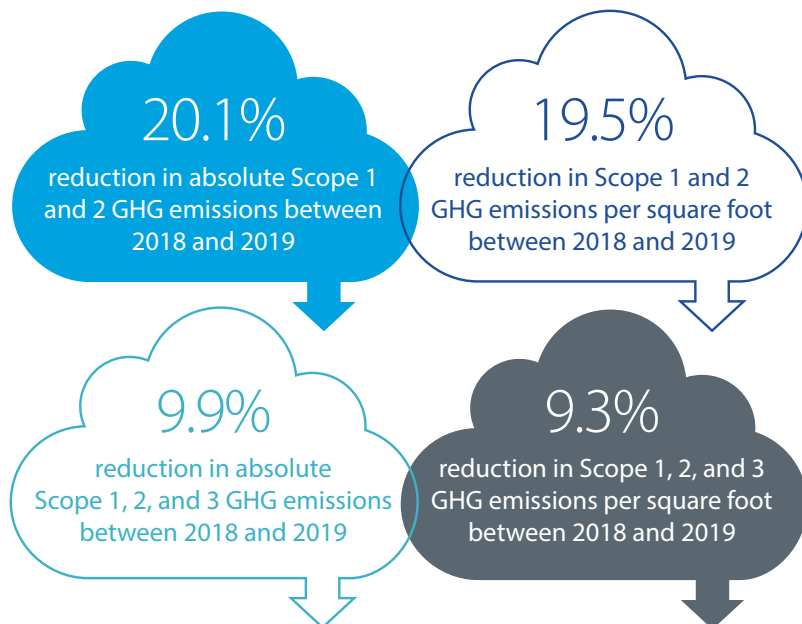 20.1%
reduction in absolute Scope 1
and 2 GHG emissions between
2018 and 2019
19.5%
reduction in Scope 1 and 2
GHG emissions per square foot
between 2018 and 2019
9.9%
reduction in absolute
Scope 1, 2, and 3 GHG emissions
between 2018 and 2019
9.3%
reduction in Scope 1, 2, and 3
GHG emissions per square foot
between 2018 and 2019